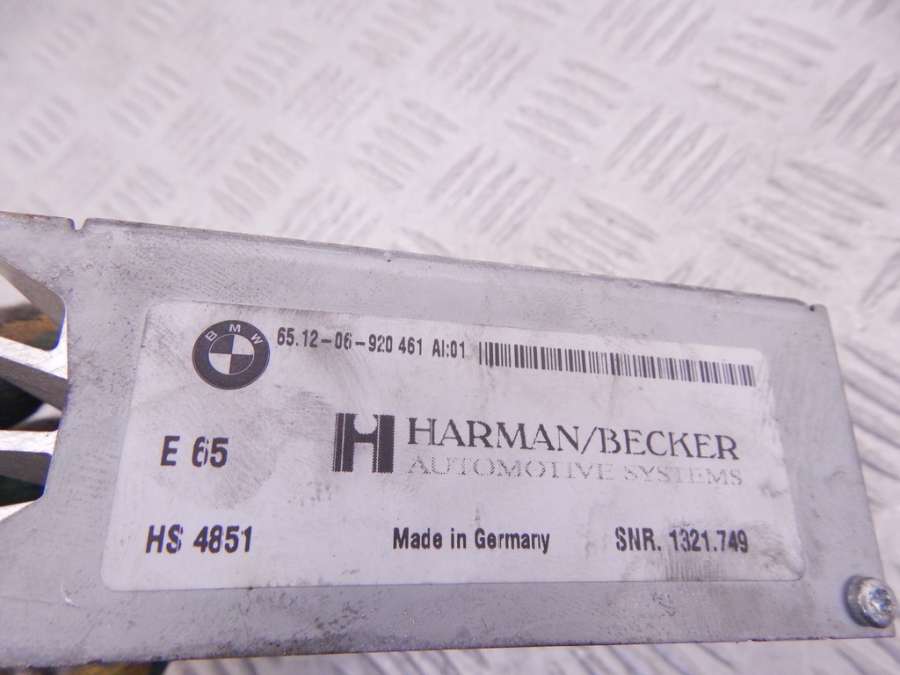 BMW
65.12-06-920 461 AI:01
E 65
HARMAN/BECKER
AUTOMOTIVE SYSTEMS
HS 4851
Made in Germany
SNR. 1321.749